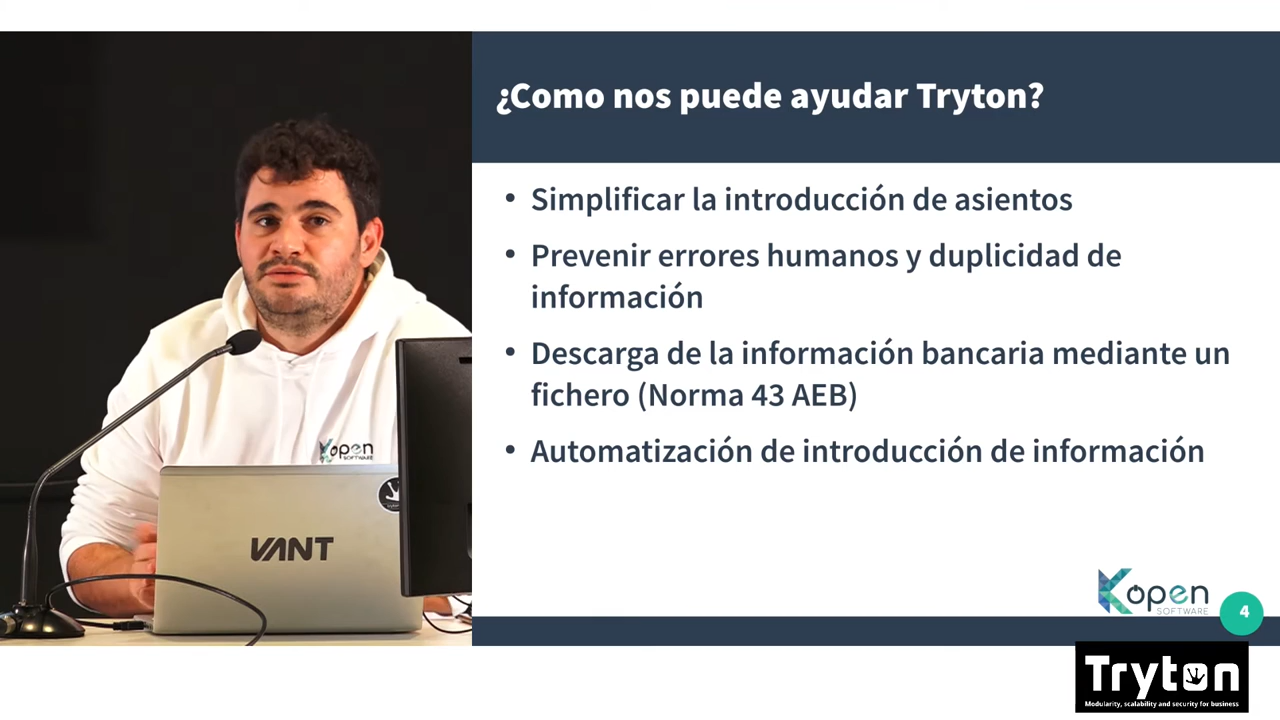 ¿Como nos puede ayudar Tryton?
• Simplificar la introducción de asientos
• Prevenir errores humanos y duplicidad de
información
• Descarga de la información bancaria mediante un
fichero (Norma 43 AEB)
• Automatización de introducción de información
Kopen
SOFTWARE
VANT
Kopen
SOFTWARE
4
Tryton
Modularity, scalability and security for business